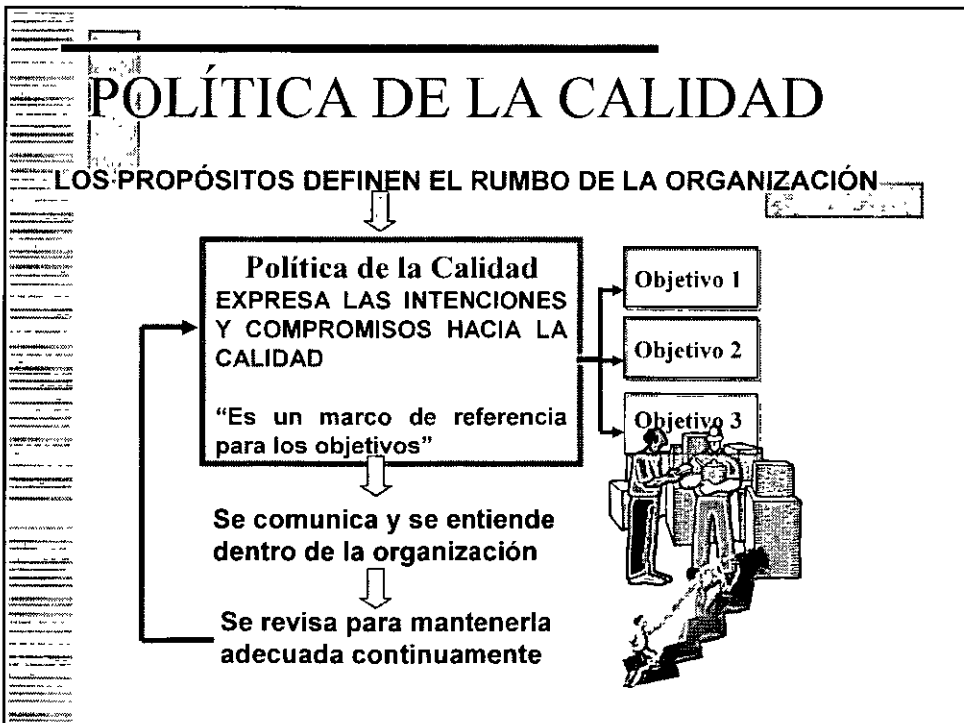 POLÍTICA DE LA CALIDAD
LOS PROPÓSITOS DEFINEN EL RUMBO DE LA ORGANIZACIÓN
Política de la Calidad
EXPRESA LAS INTENCIONES
Y COMPROMISOS HACIA LA
CALIDAD
“Es un marco de referencia
para los objetivos”
Objetivo 1
Objetivo 2
Objetivo 3
Se comunica y se entiende
dentro de la organización
Se revisa para mantenerla
adecuada continuamente